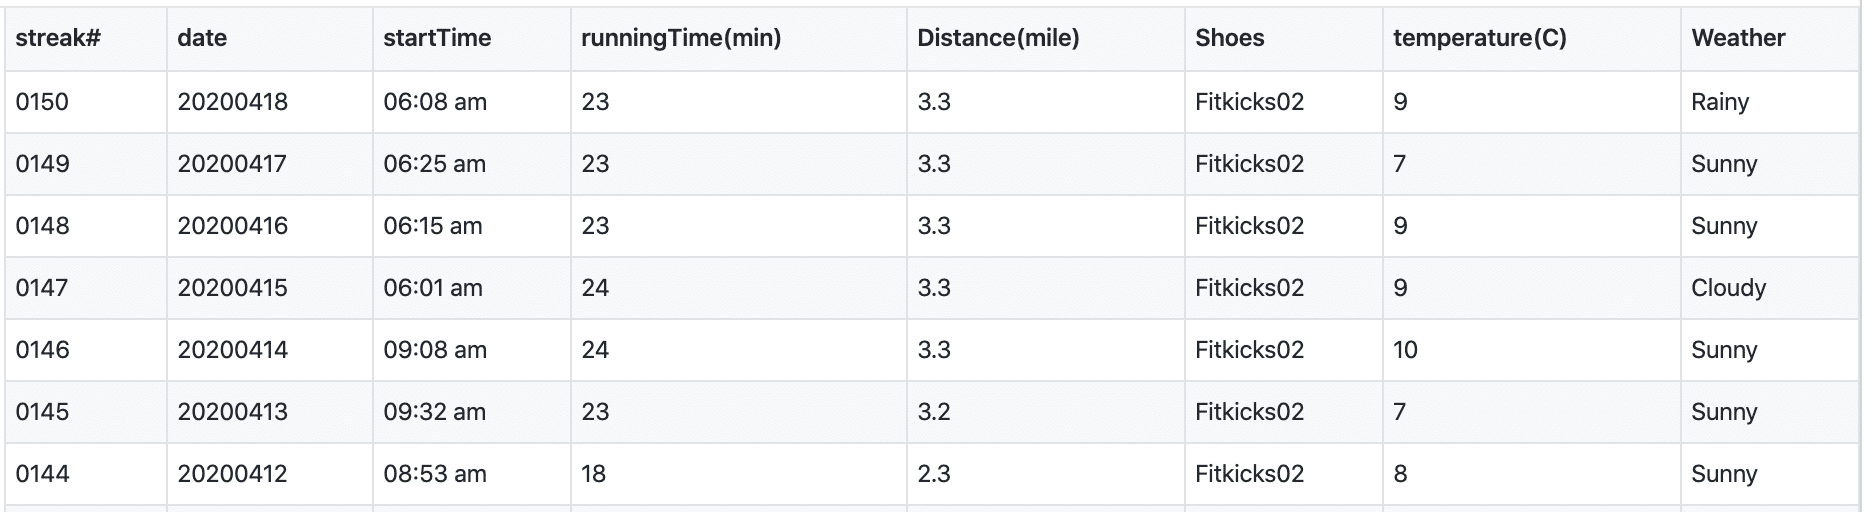 streak# date startTime runningTime(min) Distance(mile) Shoes temperature(C) Weather
0150 20200418 06:08 am 23 3.3 Fitkicks02 9 Rainy
0149 20200417 06:25 am 23 3.3 Fitkicks02 7 Sunny
0148 20200416 06:15 am 23 3.3 Fitkicks02 9 Sunny
0147 20200415 06:01 am 24 3.3 Fitkicks02 9 Cloudy
0146 20200414 09:08 am 24 3.3 Fitkicks02 10 Sunny
0145 20200413 09:32 am 23 3.2 Fitkicks02 7 Sunny
0144 20200412 08:53 am 18 2.3 Fitkicks02 8 Sunny